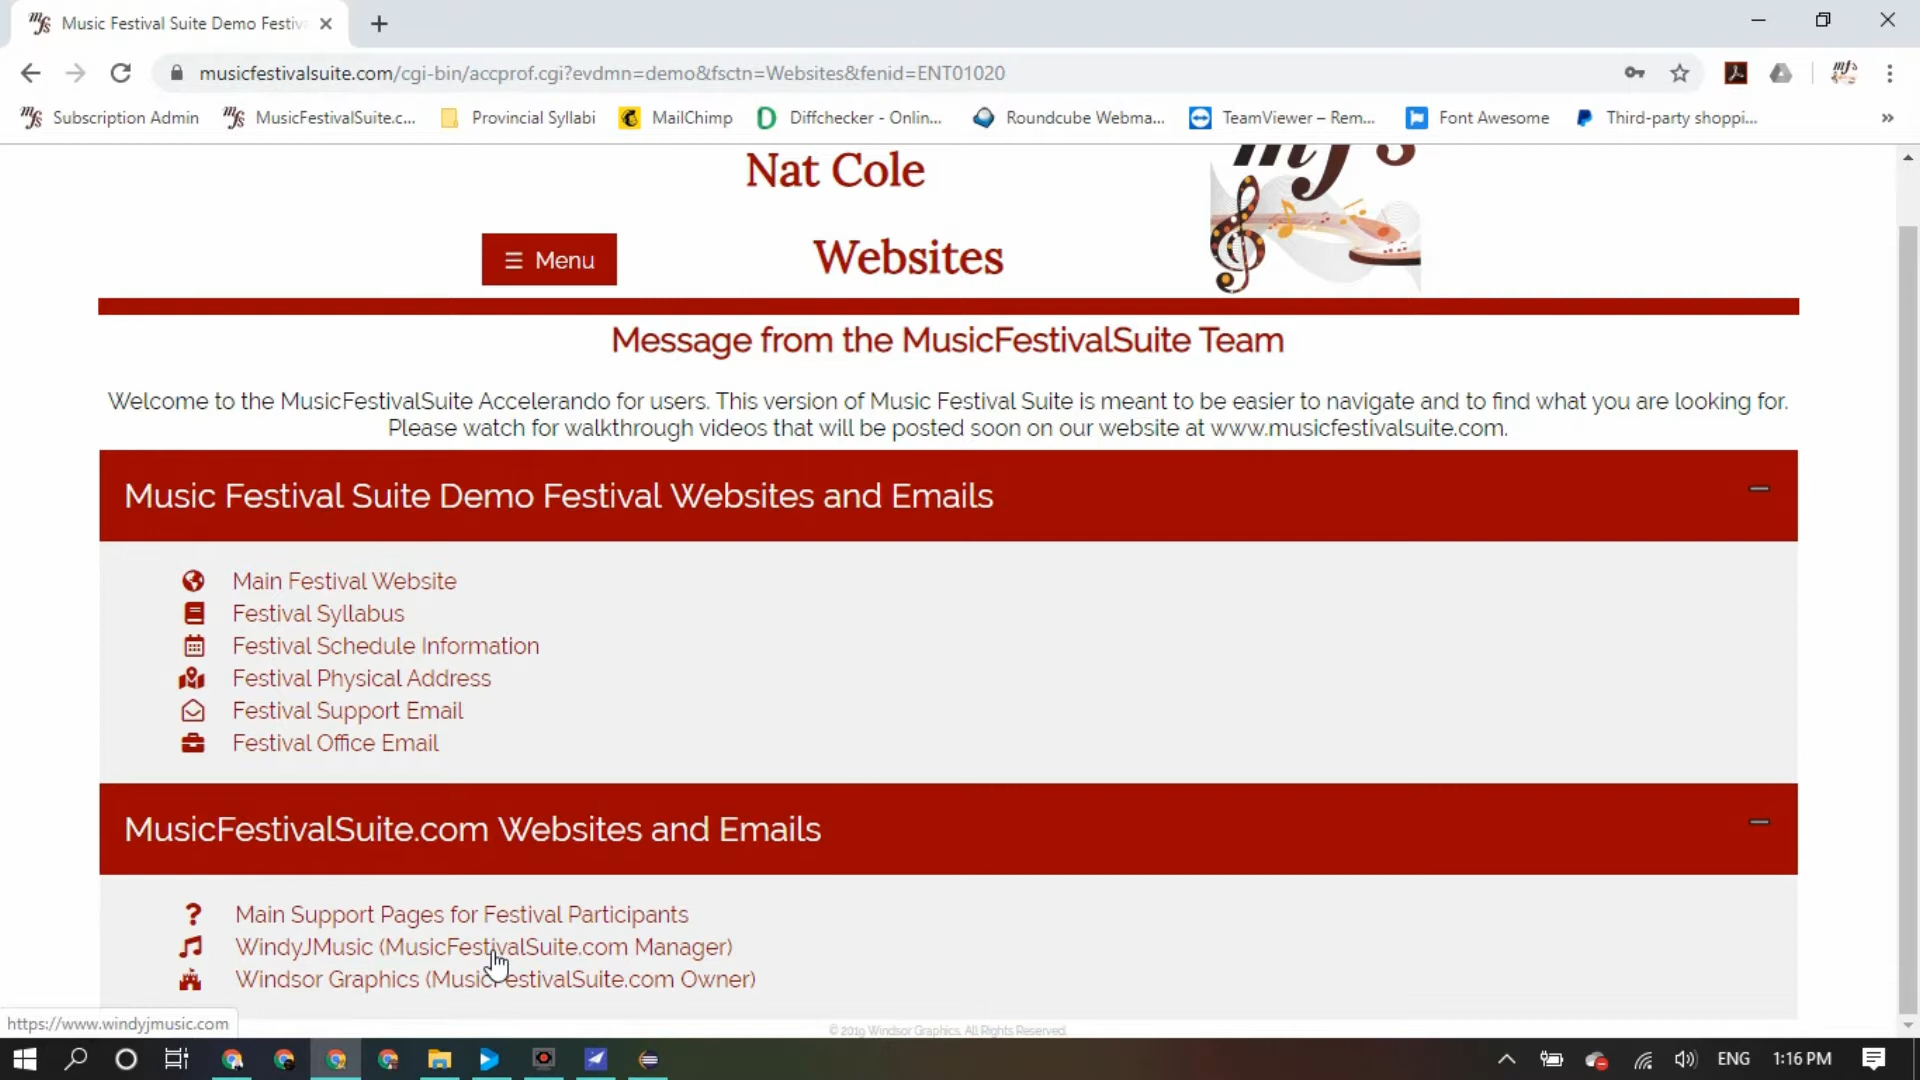 Music Festival Suite Demo Festiv
musicfestivalsuite.com/cgi-bin/accprof.cgi?evdmn=demo&fsctn=Websites&fenid=ENT01020
Subscription Admin MusicFestivalSuite.c... Provincial Syllabi MailChimp Diffchecker - Onlin... Roundcube Webma... TeamViewer – Rem... Font Awesome Third-party shoppi... »
mfs
Nat Cole
☰ Menu
Websites
Message from the MusicFestivalSuite Team
Welcome to the MusicFestivalSuite Accelerando for users. This version of Music Festival Suite is meant to be easier to navigate and to find what you are looking for.
Please watch for walkthrough videos that will be posted soon on our website at www.musicfestivalsuite.com.
Music Festival Suite Demo Festival Websites and Emails
Main Festival Website
Festival Syllabus
Festival Schedule Information
Festival Physical Address
Festival Support Email
Festival Office Email
MusicFestivalSuite.com Websites and Emails
Main Support Pages for Festival Participants
WindyJMusic (MusicFestivalSuite.com Manager)
Windsor Graphics (MusicFestivalSuite.com Owner)
https://www.windyjmusic.com
© 2019 Windsor Graphics. All Rights Reserved.
ENG 1:16 PM